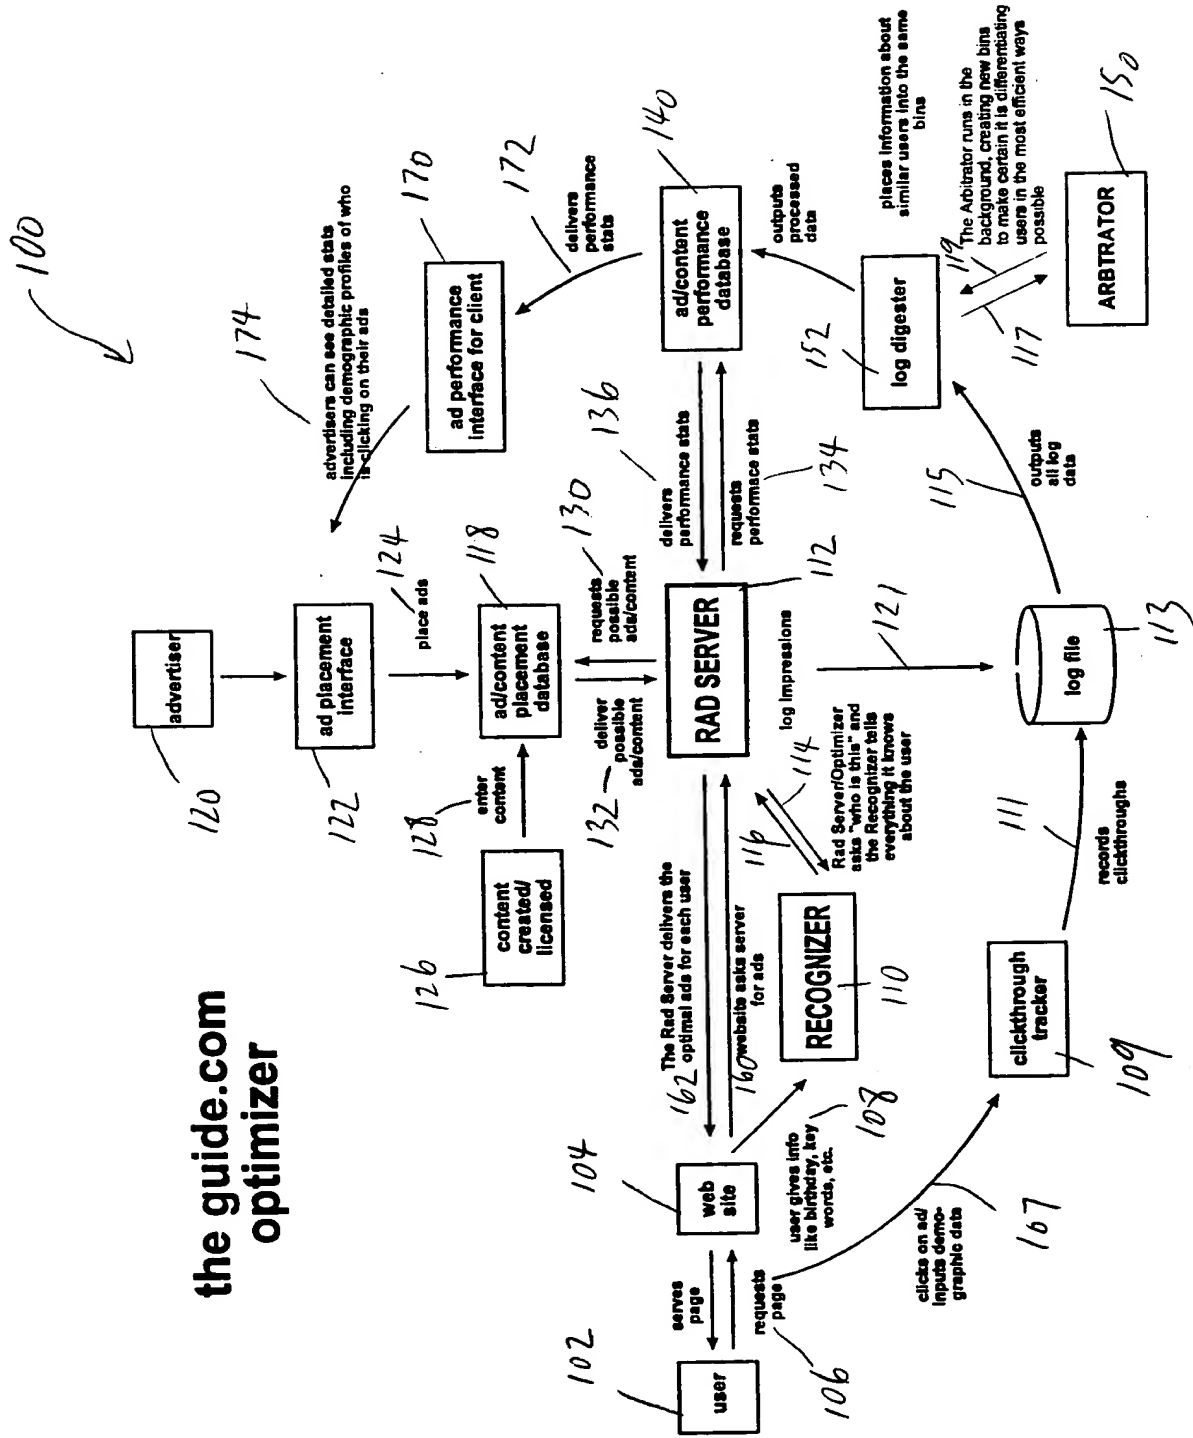 the guide.com
optimizer
100
174
advertisers can see detailed stats
including demographic profiles of who
is clicking on their ads
120
advertiser
122
ad placement
interface
124
place ads
170
ad performance
interface for client
172
delivers
performance
stats
126
content
created/
licensed
128
enter
content
118
ad/content
placement
database
132
deliver
possible
ads/content
130
requests
possible
ads/content
136
delivers
performance stats
requests
performace stats
134
140
ad/content
performance
database
102
user
serves
page
requests
page
106
104
web
site
The Rad Server delivers the
162 optimal ads for each user
160 website asks server
for ads
RAD SERVER
112
user gives info
like birthday, key
words, etc.
108
RECOGNIZER
110
116
114
Rad Server/Optimizer
asks "who is this" and
the Recognizer tells
everything it knows
about the user
log impressions
121
outputs
processed
data
152
log digester
places information about
similar users into the same
bins
117
119
The Arbitrator runs in the
background, creating new bins
to make certain it is differentiating
users in the most efficient ways
possible
ARBTRATOR
150
clicks on ad/
inputs demo-
graphic data
167
clickthrough
tracker
109
111
records
clickthroughs
log file
113
115
outputs
all log
data